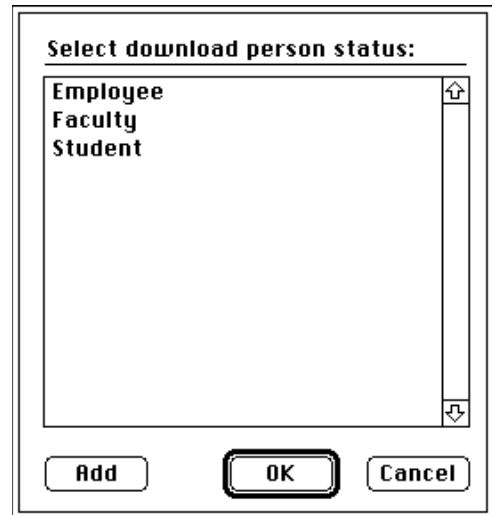 Select download person status:
Employee
Faculty
Student
Add OK Cancel